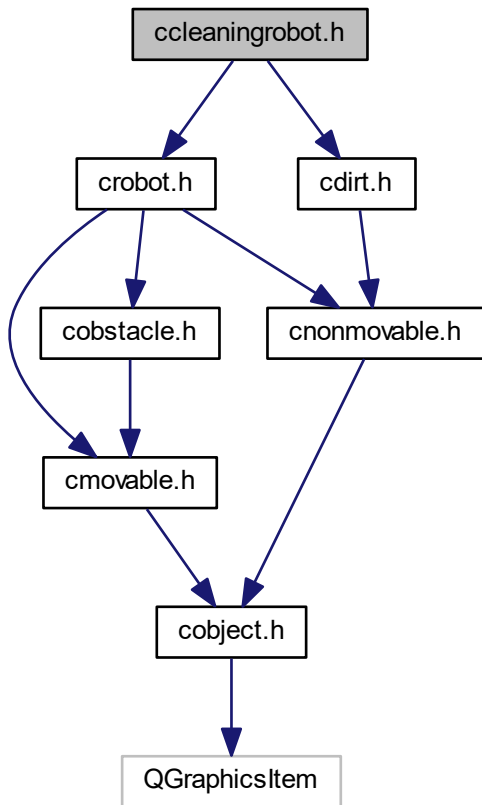 ccleaningrobot.h
crobot.h
cdirt.h
cobstacle.h
cnonmovable.h
cmovable.h
cobject.h
QGraphicsItem